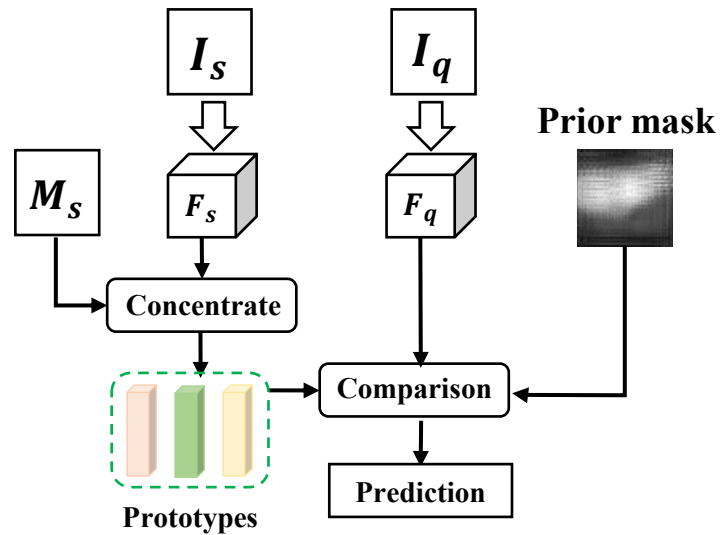 I_s
I_q
Prior mask
M_s
F_s
F_q
Concentrate
Comparison
Prediction
Prototypes